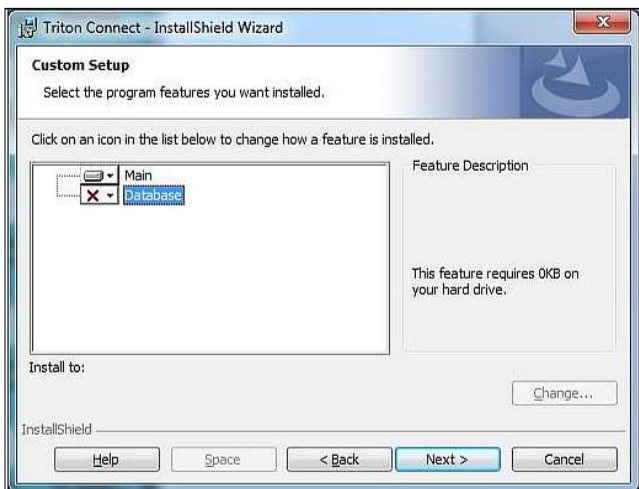 Triton Connect - InstallShield Wizard
Custom Setup
Select the program features you want installed.
Click on an icon in the list below to change how a feature is installed.
Main
Database
Feature Description
This feature requires 0KB on
your hard drive.
Install to:
Change...
InstallShield
Help
Space
< Back
Next >
Cancel